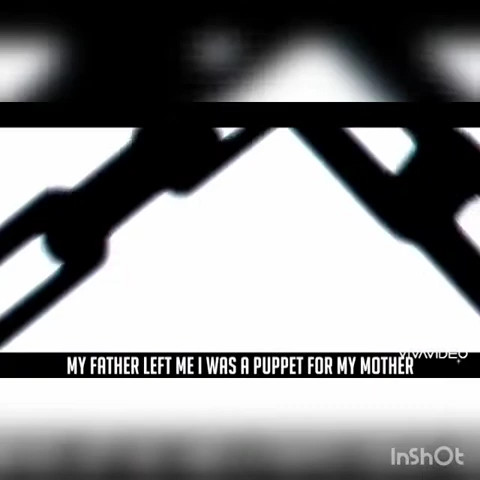 VIVAVIDEO
MY FATHER LEFT ME I WAS A PUPPET FOR MY MOTHER
InShOt